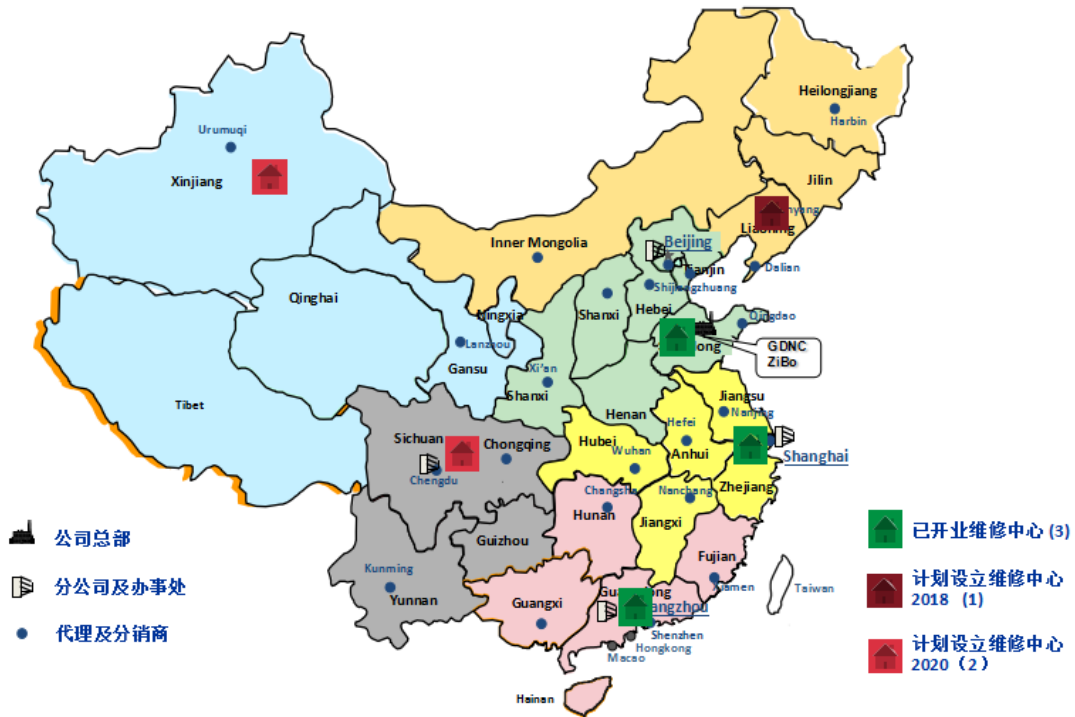 Heilongjiang
Harbin
Urumuqi
Xinjiang
Jilin
Liaoning
Inner Mongolia
Beijing
Tianjin
Dalian
Shijiangzhuang
Qinghai
Ningxia
Shanxi
Hebei
Qingdao
Lanzhou
GDNC
ZiBo
Gansu
Xi'an
Shanxi
Tibet
Henan
Jiangsu
Nanjing
Hefei
Sichuan
Chongqing
Hubei
Wuhan
Anhui
Shanghai
Chengdu
Zhejiang
Changsha
Nanchang
Hunan
Jiangxi
Guizhou
Fujian
Kunming
Yunnan
Guangxi
Xiamen
Taiwan
Shenzhen
Hongkong
Macao
Hainan
公司总部
分公司及办事处
代理及分销商
已开业维修中心 (3)
计划设立维修中心
2018 (1)
计划设立维修中心
2020（2）